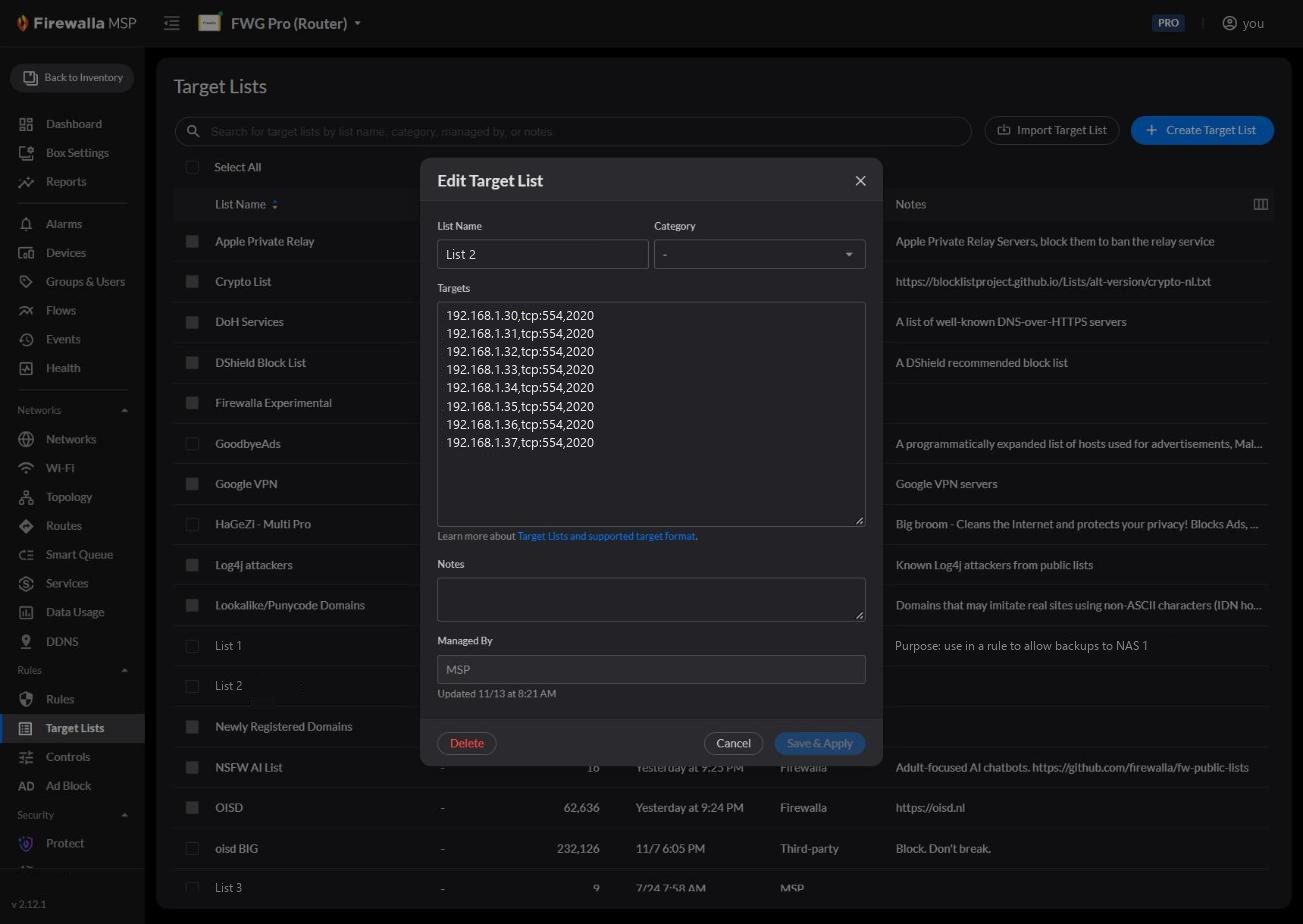 Firewalla MSP
FWG Pro (Router)
PRO
you
Back to Inventory
Dashboard
Box Settings
Reports
Alarms
Devices
Groups & Users
Flows
Events
Health
Networks
Networks
Wi-Fi
Topology
Routes
Smart Queue
Services
Data Usage
DDNS
Rules
Rules
Target Lists
Controls
AD Ad Block
Security
Protect
v 2.12.1
Target Lists
Search for target lists by list name, category, managed by, or notes
Import Target List
+ Create Target List
Select All
List Name Notes
Apple Private Relay Apple Private Relay Servers, block them to ban the relay service
Crypto List https://blocklistproject.github.io/Lists/alt-version/crypto-nl.txt
DoH Services A list of well-known DNS-over-HTTPS servers
DShield Block List A DShield recommended block list
Firewalla Experimental
GoodbyeAds A programmatically expanded list of hosts used for advertisements, Mal...
Google VPN Google VPN servers
HaGeZi - Multi Pro Big broom - Cleans the Internet and protects your privacy! Blocks Ads, ...
Log4j attackers Known Log4j attackers from public lists
Lookalike/Punycode Domains Domains that may imitate real sites using non-ASCII characters (IDN ho...
List 1 Purpose: use in a rule to allow backups to NAS 1
List 2
Newly Registered Domains
NSFW AI List - 16 Yesterday at 9:25 PM Firewalla Adult-focused AI chatbots. https://github.com/firewalla/fw-public-lists
OISD - 62,636 Yesterday at 9:24 PM Firewalla https://oisd.nl
oisd BIG - 232,126 11/7 6:05 PM Third-party Block. Don't break.
List 3 - 9 7/24 7:58 AM MSP
Edit Target List
List Name Category
List 2 -
Targets
192.168.1.30,tcp:554,2020
192.168.1.31,tcp:554,2020
192.168.1.32,tcp:554,2020
192.168.1.33,tcp:554,2020
192.168.1.34,tcp:554,2020
192.168.1.35,tcp:554,2020
192.168.1.36,tcp:554,2020
192.168.1.37,tcp:554,2020
Learn more about Target Lists and supported target format.
Notes
Managed By
MSP
Updated 11/13 at 8:21 AM
Delete Cancel Save & Apply